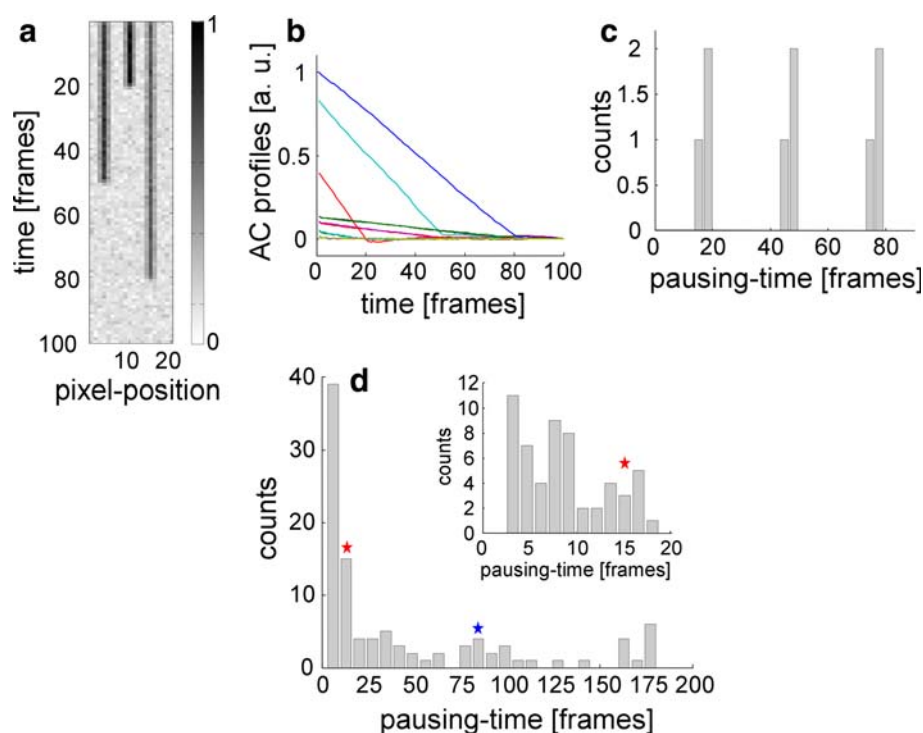 a
1
20
40
60
80
100
0
10 20
time [frames]
pixel-position
b
1
0.5
0
0 20 40 60 80 100
AC profiles [a. u.]
time [frames]
c
2
1.5
1
0.5
0
0 20 40 60 80
counts
pausing-time [frames]
d
40
30
20
10
0
0 25 50 75 100 125 150 175 200
counts
pausing-time [frames]
12
10
8
6
4
2
0
0 5 10 15 20
counts
pausing-time [frames]